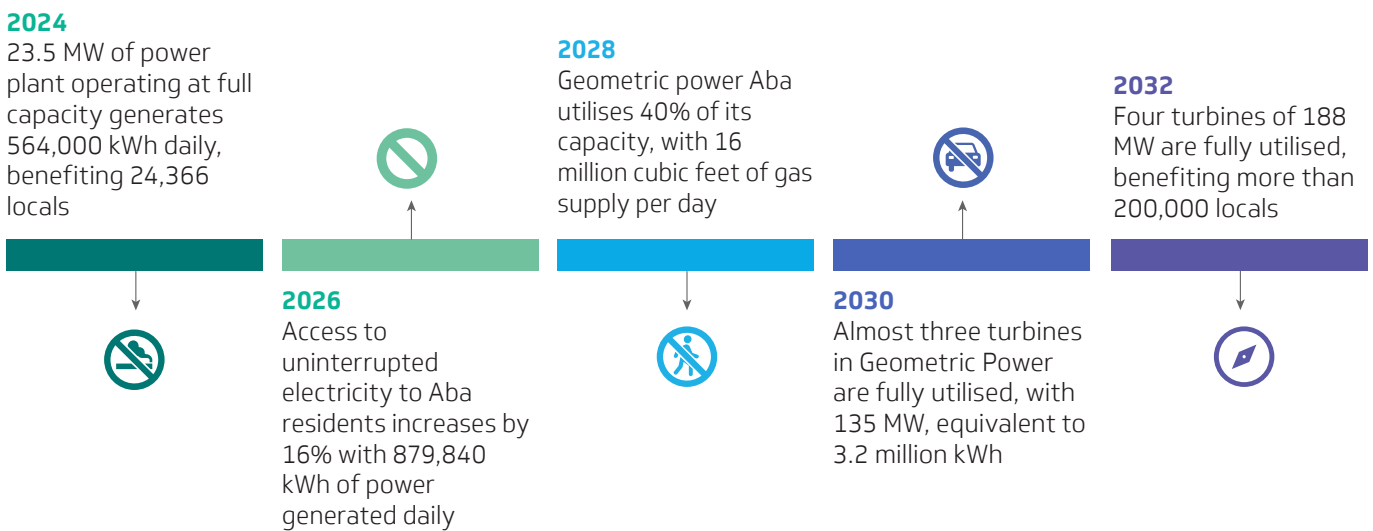 2024
23.5 MW of power
plant operating at full
capacity generates
564,000 kWh daily,
benefiting 24,366
locals
2026
Access to
uninterrupted
electricity to Aba
residents increases by
16% with 879,840
kWh of power
generated daily
2028
Geometric power Aba
utilises 40% of its
capacity, with 16
million cubic feet of gas
supply per day
2030
Almost three turbines
in Geometric Power
are fully utilised, with
135 MW, equivalent to
3.2 million kWh
2032
Four turbines of 188
MW are fully utilised,
benefiting more than
200,000 locals